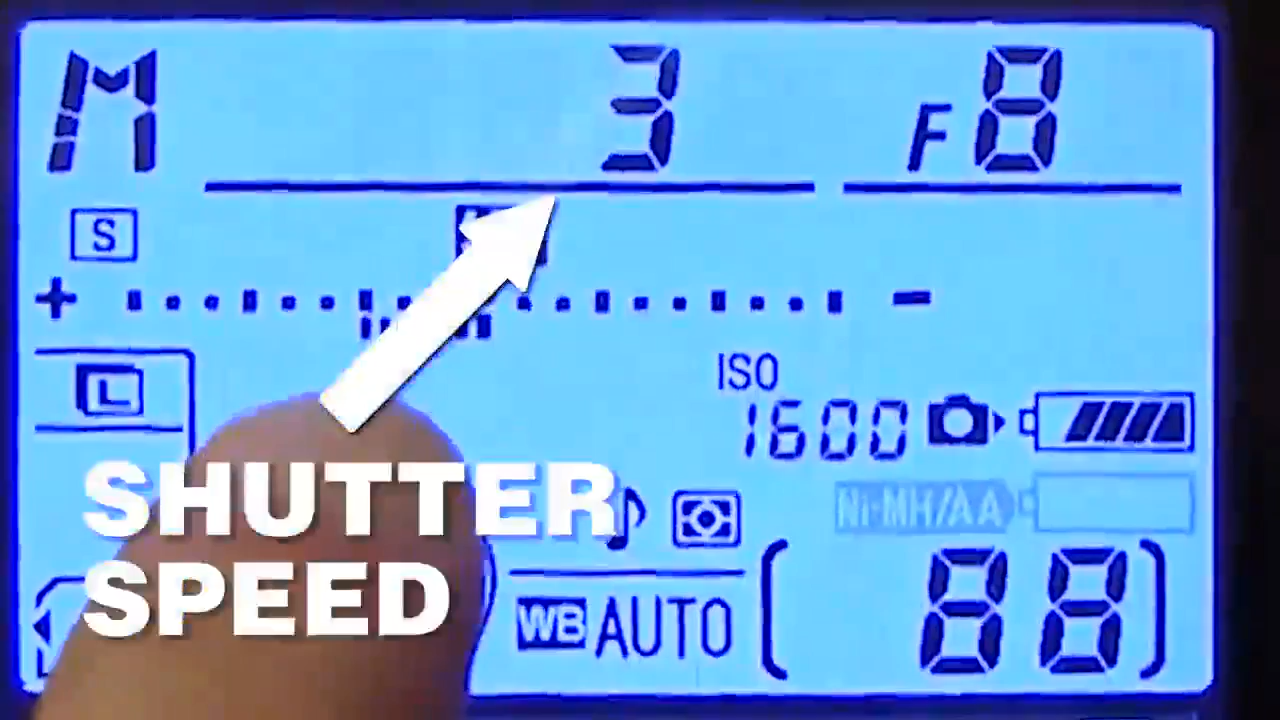 M 3 F8
S
+ -
L
ISO
1600
SHUTTER
SPEED
Ni-MH/AA
WB AUTO [ 88 ]